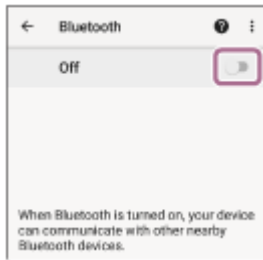 Bluetooth
Off
When Bluetooth is turned on, your device
can communicate with other nearby
Bluetooth devices.